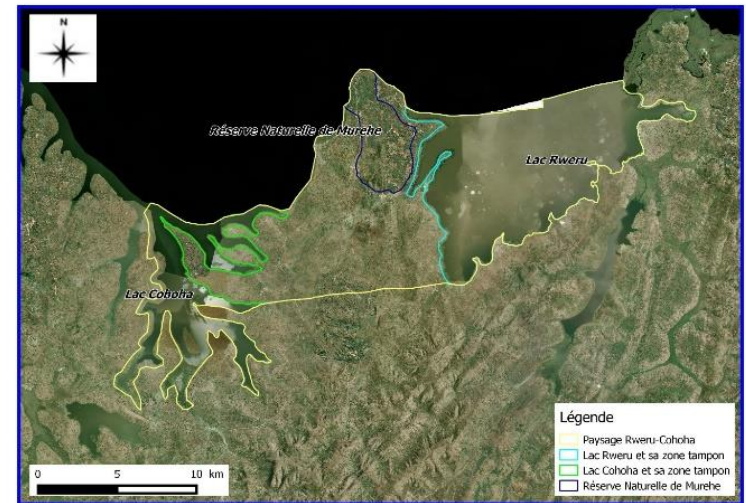 N
Réserve Naturelle de Murehe
Lac Rweru
Lac Cohoha
Légende
Paysage Rweru-Cohoha
Lac Rweru et sa zone tampon
Lac Cohoha et sa zone tampon
Réserve Naturelle de Murehe
0 5 10 km